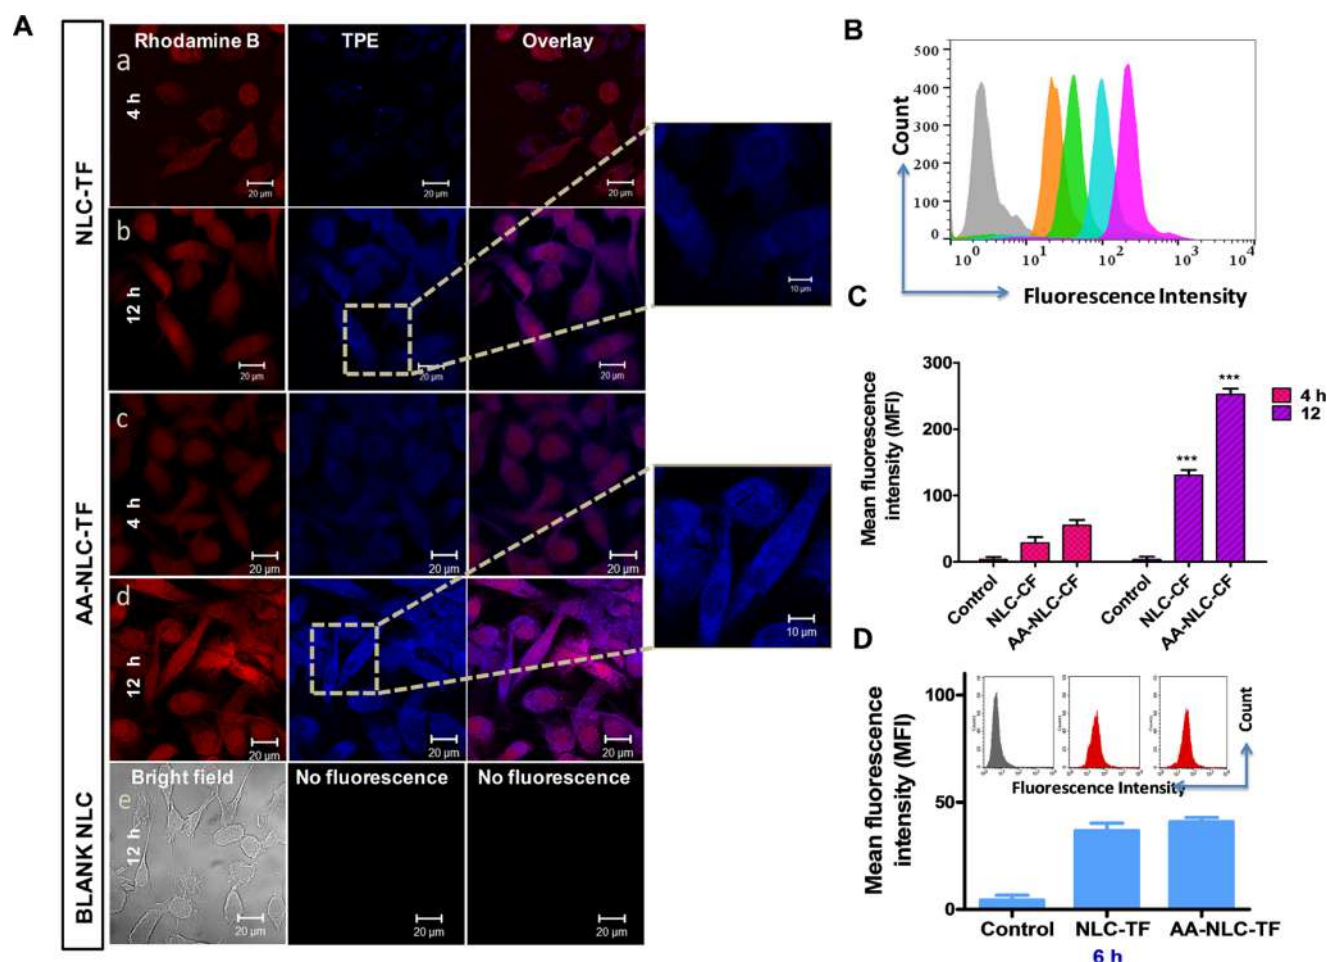 A
NLC-TF
AA-NLC-TF
BLANK NLC
Rhodamine B TPE Overlay
a
4 h
20 µm 20 µm 20 µm
b
12 h
20 µm 20 µm 20 µm
10 µm
c
4 h
20 µm 20 µm 20 µm
d
12 h
20 µm 20 µm 20 µm
10 µm
Bright field No fluorescence No fluorescence
e
12 h
20 µm 20 µm 20 µm
B
Count
500
400
300
200
100
0
10⁰ 10¹ 10² 10³ 10⁴
Fluorescence Intensity
C
Mean fluorescence
intensity (MFI)
300
200
100
0
*** ***
4 h
12
Control NLC-CF AA-NLC-CF Control NLC-CF AA-NLC-CF
D
Mean fluorescence
intensity (MFI)
100
50
0
Count Count Count
Count
Fluorescence Intensity
Control NLC-TF AA-NLC-TF
6 h